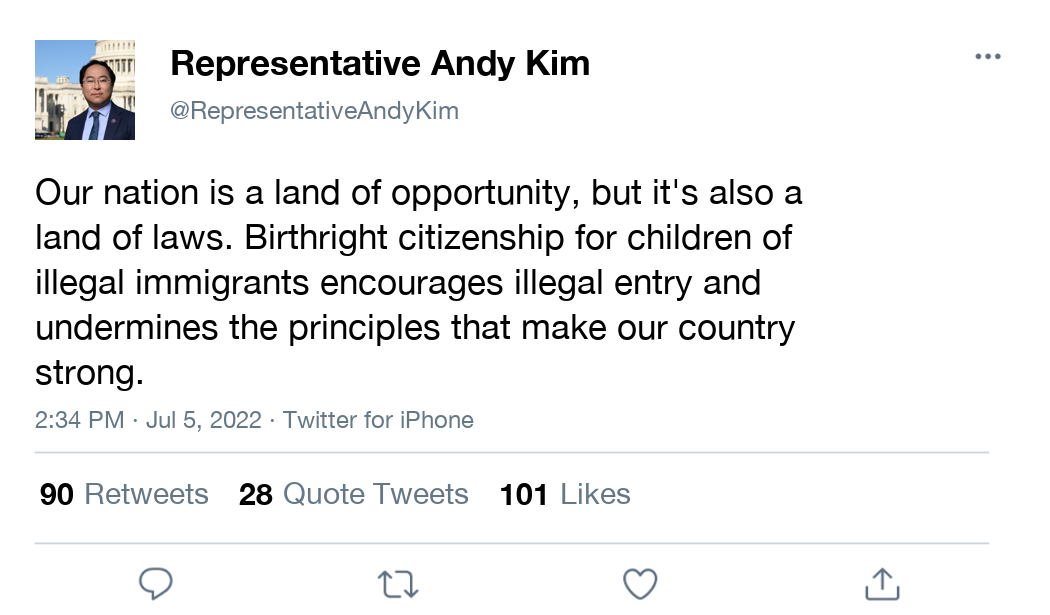 Representative Andy Kim
@RepresentativeAndyKim
Our nation is a land of opportunity, but it's also a
land of laws. Birthright citizenship for children of
illegal immigrants encourages illegal entry and
undermines the principles that make our country
strong.
2:34 PM · Jul 5, 2022 · Twitter for iPhone
90 Retweets 28 Quote Tweets 101 Likes